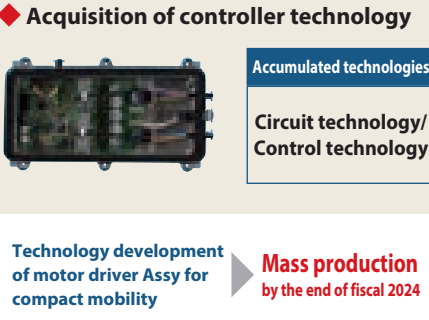 Acquisition of controller technology
Accumulated technologies
Circuit technology/
Control technology
Technology development
of motor driver Assy for
compact mobility
Mass production
by the end of fiscal 2024